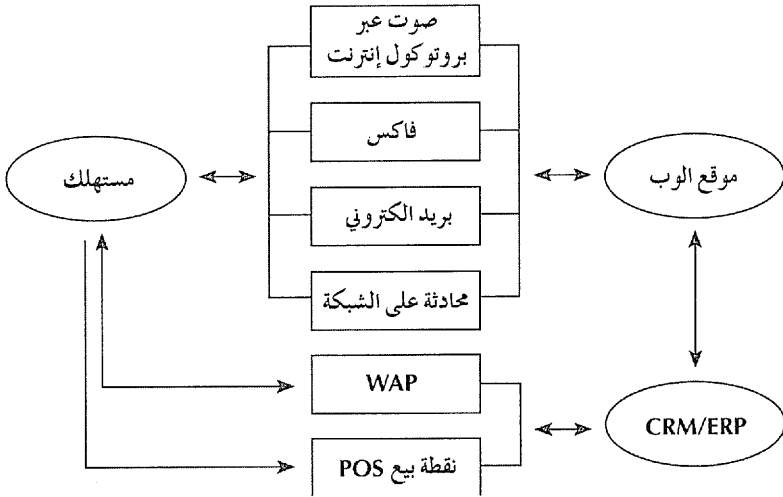 صوت عبر
بروتوكول إنترنت
فاكس
موقع الوب
مستهلك
بريد الكتروني
محادثة على الشبكة
WAP
CRM/ERP
نقطة بيع POS